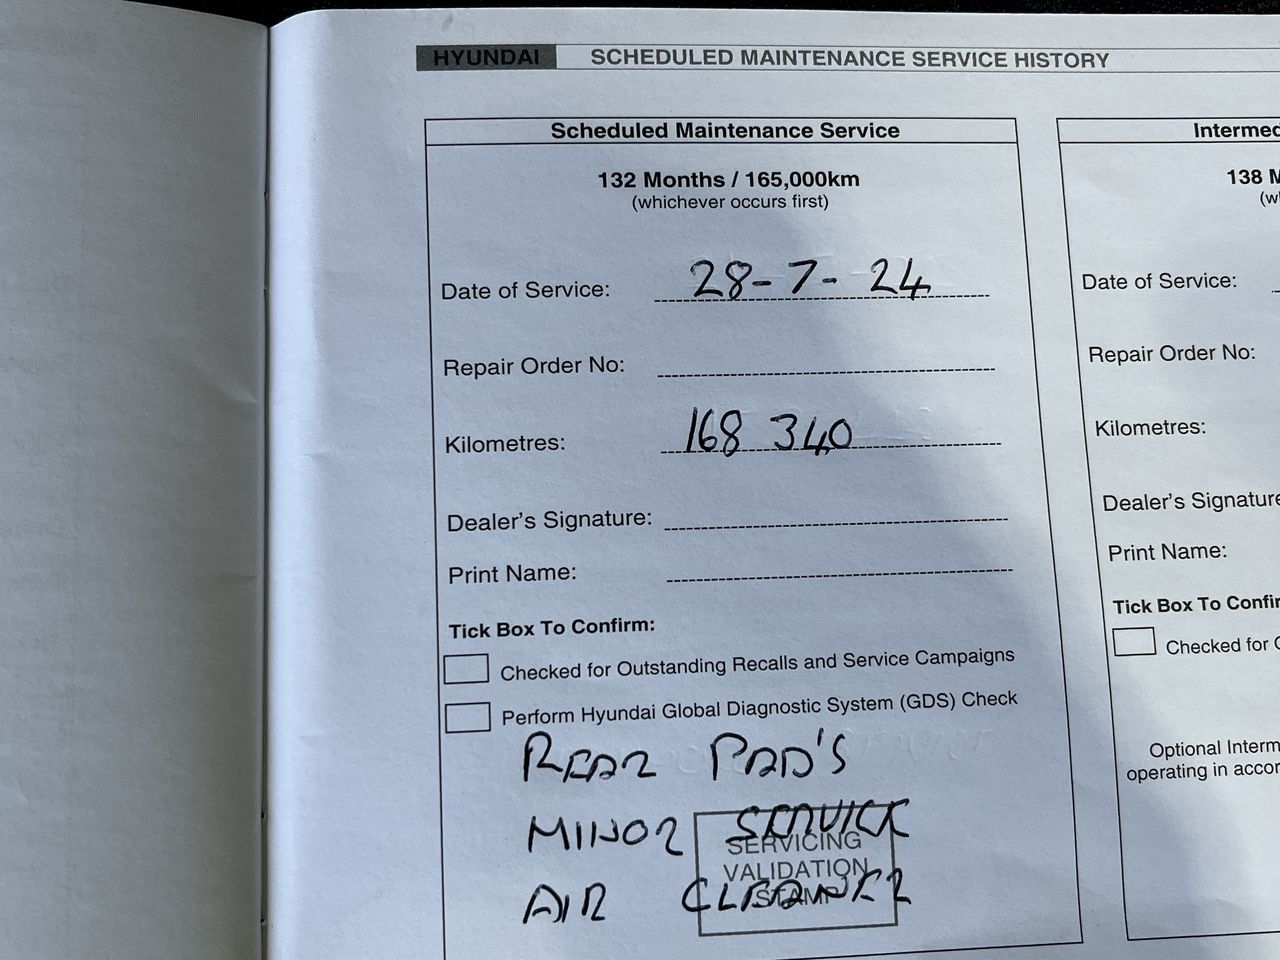 HYUNDAI SCHEDULED MAINTENANCE SERVICE HISTORY
Scheduled Maintenance Service
132 Months / 165,000km
(whichever occurs first)
Date of Service: 28-7-24
Repair Order No:
Kilometres: 168 340
Dealer's Signature:
Print Name:
Tick Box To Confirm:
Checked for Outstanding Recalls and Service Campaigns
Perform Hyundai Global Diagnostic System (GDS) Check
REAR PAD'S
MINOR SERVICE
AIR CLEANER
SERVICING
VALIDATION
STAMP
Intermed
138 M
(w
Date of Service:
Repair Order No:
Kilometres:
Dealer's Signature
Print Name:
Tick Box To Confir
Checked for
Optional Interm
operating in accor